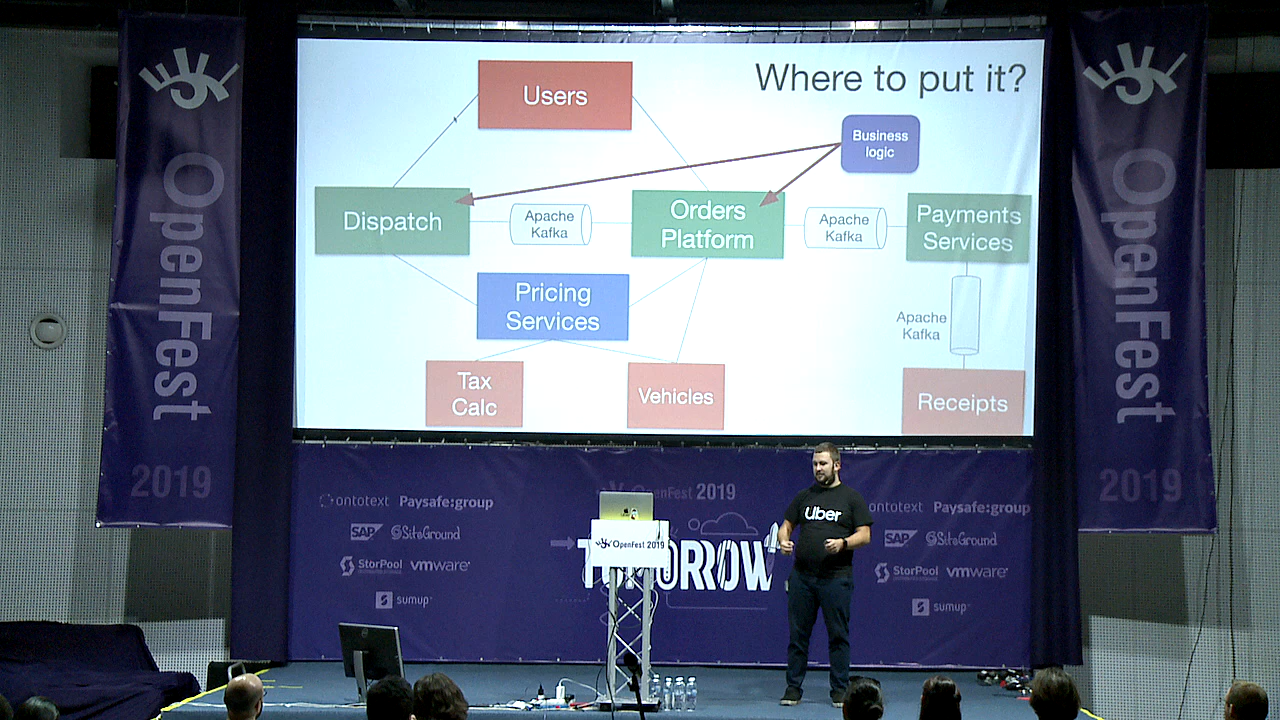 OpenFest
2019
Where to put it?
Users
Business
logic
Dispatch
Apache
Kafka
Orders
Platform
Apache
Kafka
Payments
Services
Pricing
Services
Apache
Kafka
Tax
Calc
Vehicles
Receipts
OpenFest
2019
OpenFest 2019
ontotext Paysafe:group
SAP SiteGround
StorPool vmware
sumup
OpenFest 2019
Uber
ontotext Paysafe:group
SAP SiteGround
StorPool vmware
sumup